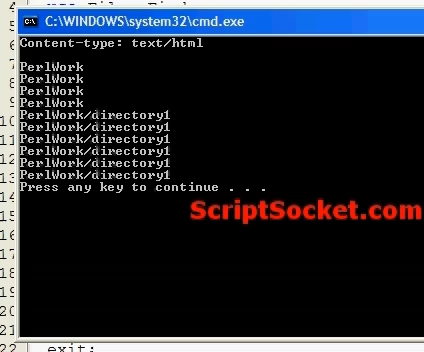 C:\WINDOWS\system32\cmd.exe
Content-type: text/html
PerlWork
PerlWork
PerlWork
PerlWork
PerlWork/directory1
PerlWork/directory1
PerlWork/directory1
PerlWork/directory1
PerlWork/directory1
PerlWork/directory1
Press any key to continue . . .
ScriptSocket.com
22 exit;